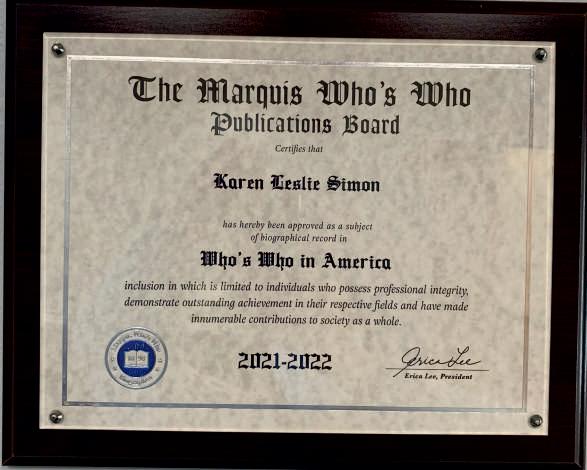 The Marquis Who's Who
Publications Board
Certifies that
Karen Leslie Simon
has hereby been approved as a subject
of biographical record in
Who's Who in America
inclusion in which is limited to individuals who possess professional integrity,
demonstrate outstanding achievement in their respective fields and have made
innumerable contributions to society as a whole.
2021-2022
Erica Lee
Erica Lee, President